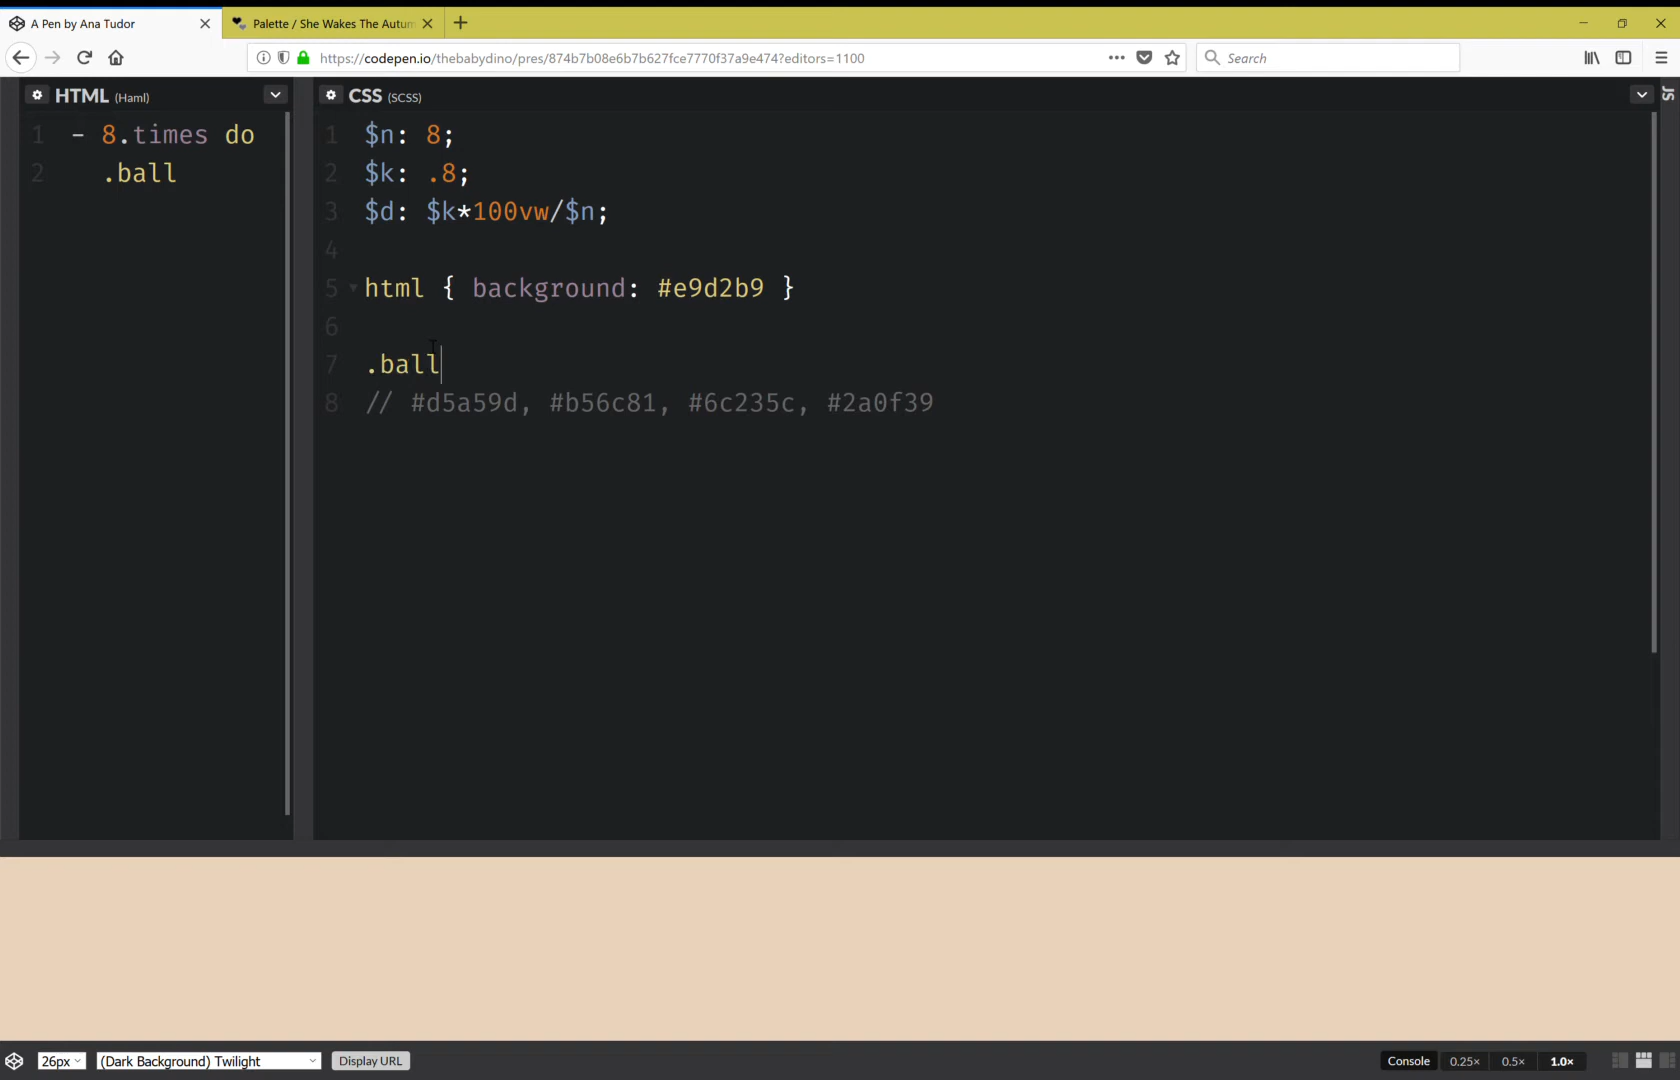 A Pen by Ana Tudor
Palette / She Wakes The Autum
https://codepen.io/thebabydino/pres/874b7b08e6b7b627fce7770f37a9e474?editors=1100
Search
HTML (Haml)
1 - 8.times do
2 .ball
CSS (SCSS)
JS
1 $n: 8;
2 $k: .8;
3 $d: $k*100vw/$n;
4
5 html { background: #e9d2b9 }
6
7 .ball
8 // #d5a59d, #b56c81, #6c235c, #2a0f39
26px
(Dark Background) Twilight
Display URL
Console
0.25×
0.5×
1.0×